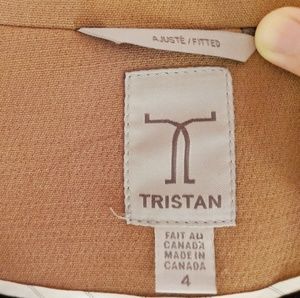 AJUSTÉ / FITTED
TRISTAN
FAIT AU
CANADA
MADE IN
CANADA
4